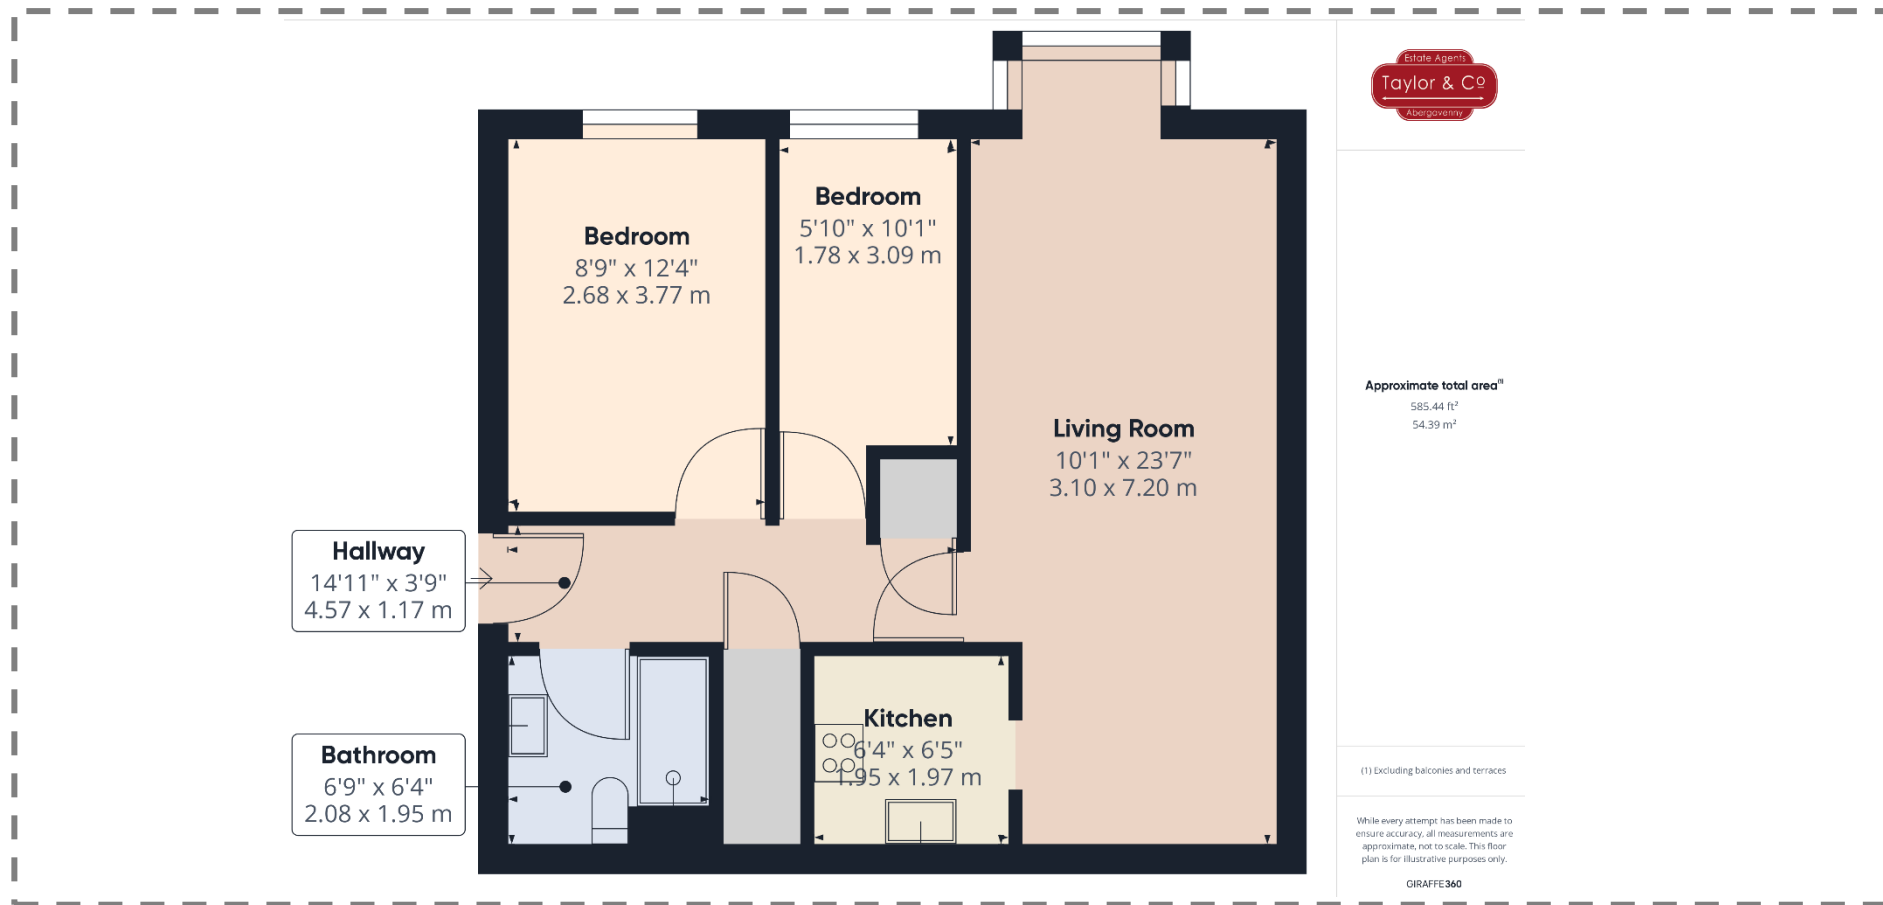 Estate Agents
Taylor & Co
Abergavenny
Bedroom
8'9" x 12'4"
2.68 x 3.77 m
Bedroom
5'10" x 10'1"
1.78 x 3.09 m
Living Room
10'1" x 23'7"
3.10 x 7.20 m
Hallway
14'11" x 3'9"
4.57 x 1.17 m
Bathroom
6'9" x 6'4"
2.08 x 1.95 m
Kitchen
6'4" x 6'5"
1.95 x 1.97 m
Approximate total area(1)
585.44 ft²
54.39 m²
(1) Excluding balconies and terraces
While every attempt has been made to
ensure accuracy, all measurements are
approximate, not to scale. This floor
plan is for illustrative purposes only.
GIRAFFE360